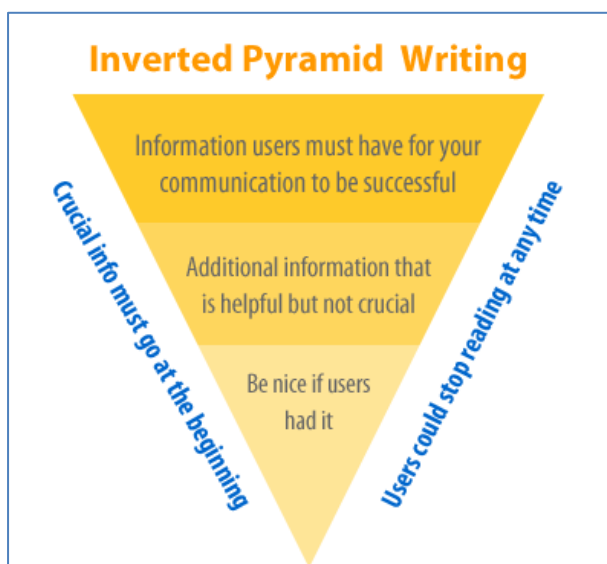 Inverted Pyramid Writing
Information users must have for your
communication to be successful
Additional information that
is helpful but not crucial
Be nice if users
had it
Crucial info must go at the beginning
Users could stop reading at any time